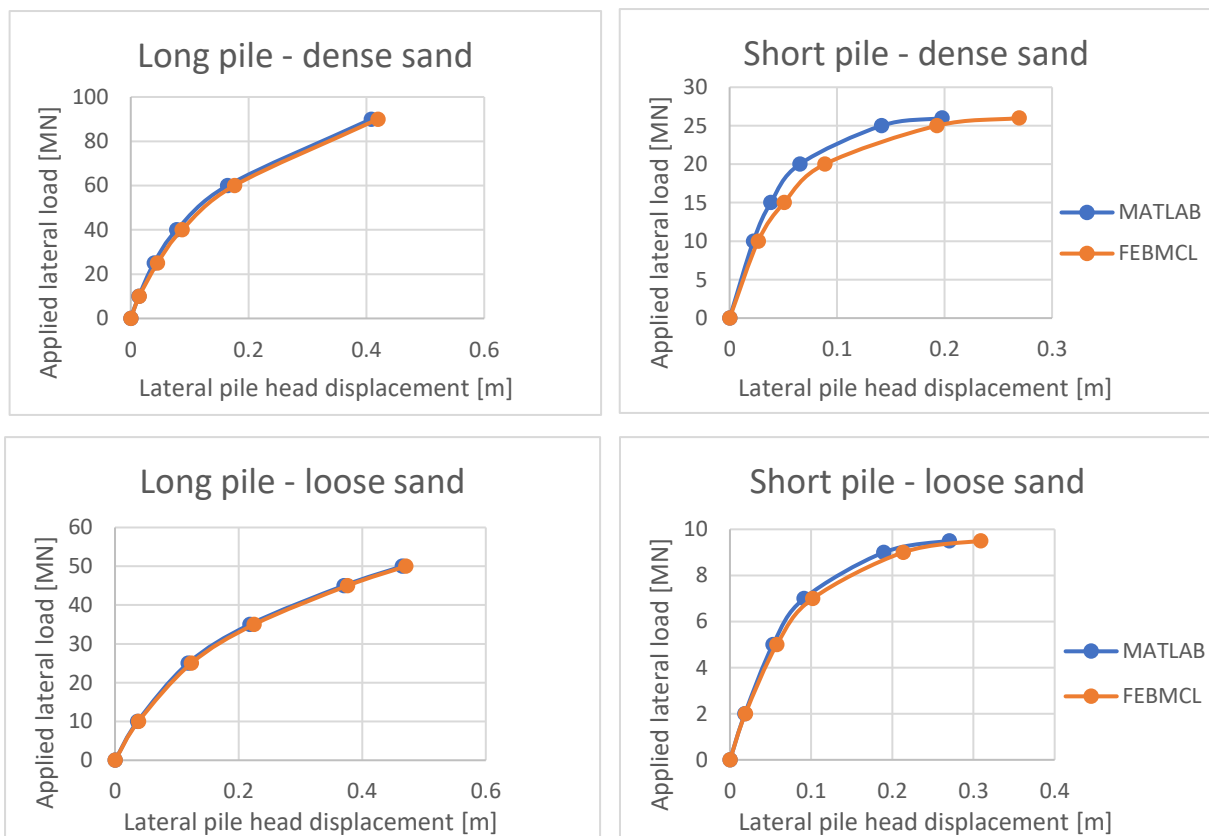 Long pile - dense sand
Applied lateral load [MN]
100
80
60
40
20
0
0 0.2 0.4 0.6
Lateral pile head displacement [m]
Short pile - dense sand
Applied lateral load [MN]
30
25
20
15
10
5
0
0 0.1 0.2 0.3
Lateral pile head displacement [m]
MATLAB
FEBMCL
Long pile - loose sand
Applied lateral load [MN]
60
50
40
30
20
10
0
0 0.2 0.4 0.6
Lateral pile head displacement [m]
Short pile - loose sand
Applied lateral load [MN]
10
8
6
4
2
0
0 0.1 0.2 0.3 0.4
Lateral pile head displacement [m]
MATLAB
FEBMCL